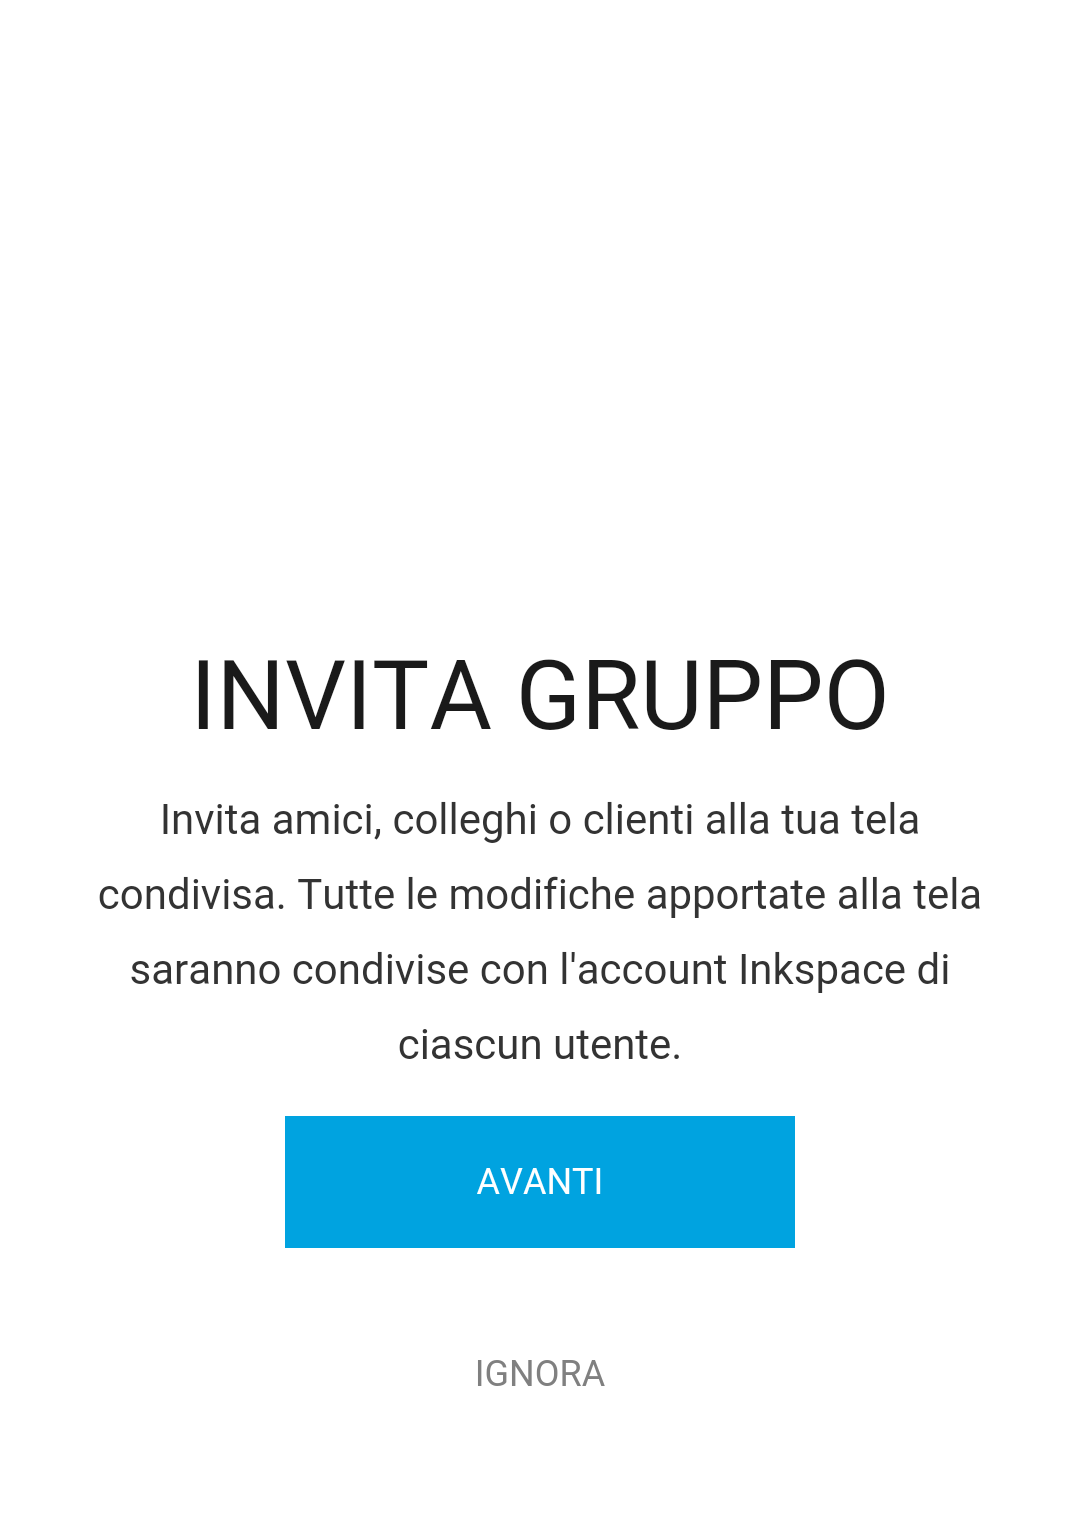 INVITA GRUPPO
Invita amici, colleghi o clienti alla tua tela
condivisa. Tutte le modifiche apportate alla tela
saranno condivise con l'account Inkspace di
ciascun utente.
AVANTI
IGNORA